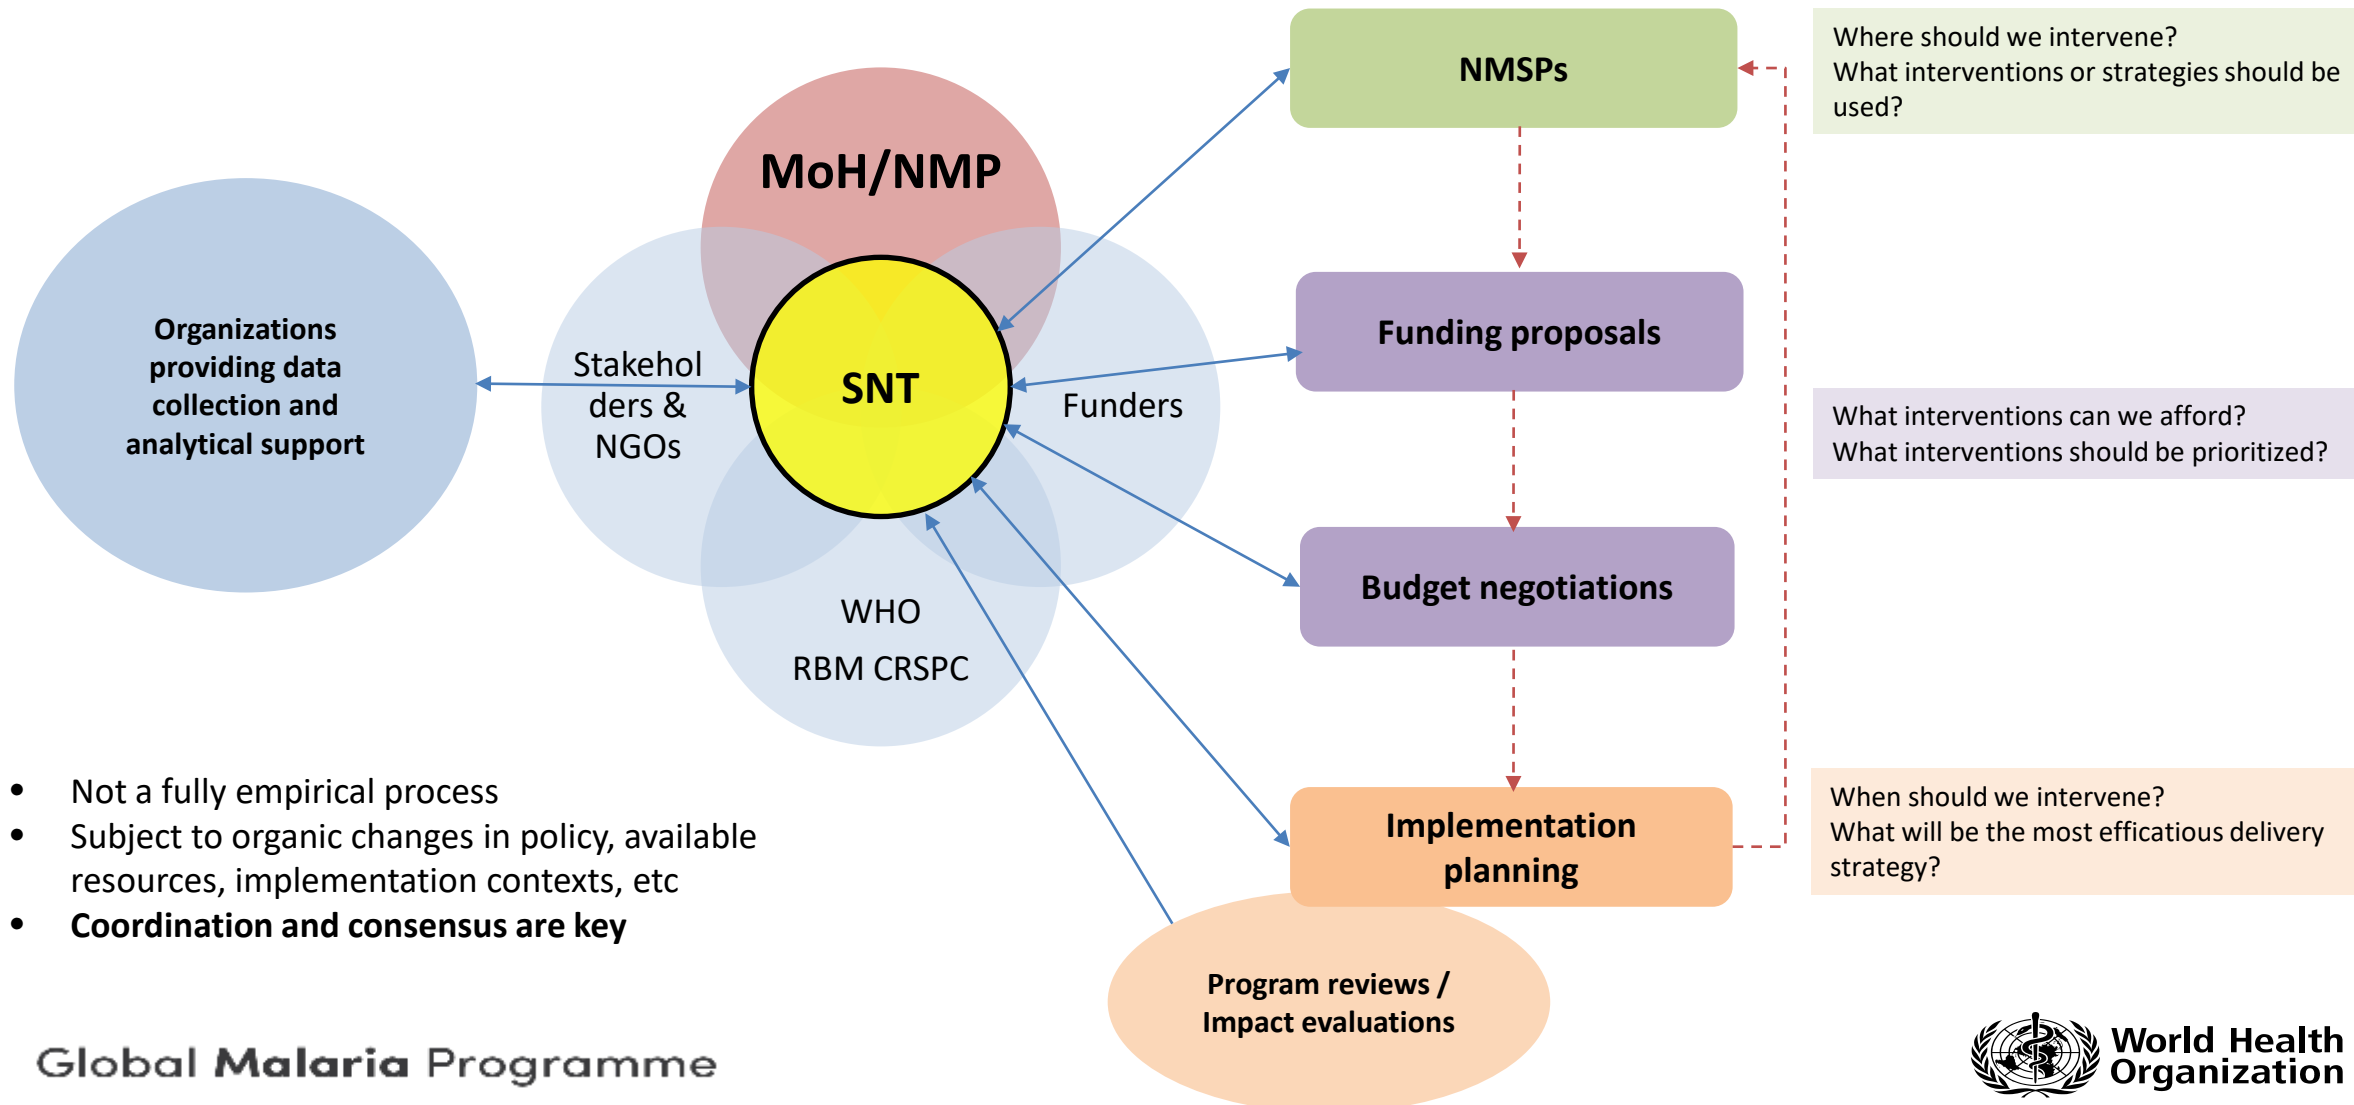 NMSPs
Where should we intervene?
What interventions or strategies should be
used?
MoH/NMP
Organizations
providing data
collection and
analytical support
Stakehol
ders &
NGOs
SNT
Funders
WHO
RBM CRSPC
Funding proposals
What interventions can we afford?
What interventions should be prioritized?
Budget negotiations
Implementation
planning
When should we intervene?
What will be the most efficatious delivery
strategy?
Program reviews /
Impact evaluations
• Not a fully empirical process
• Subject to organic changes in policy, available
resources, implementation contexts, etc
• Coordination and consensus are key
Global Malaria Programme
World Health
Organization